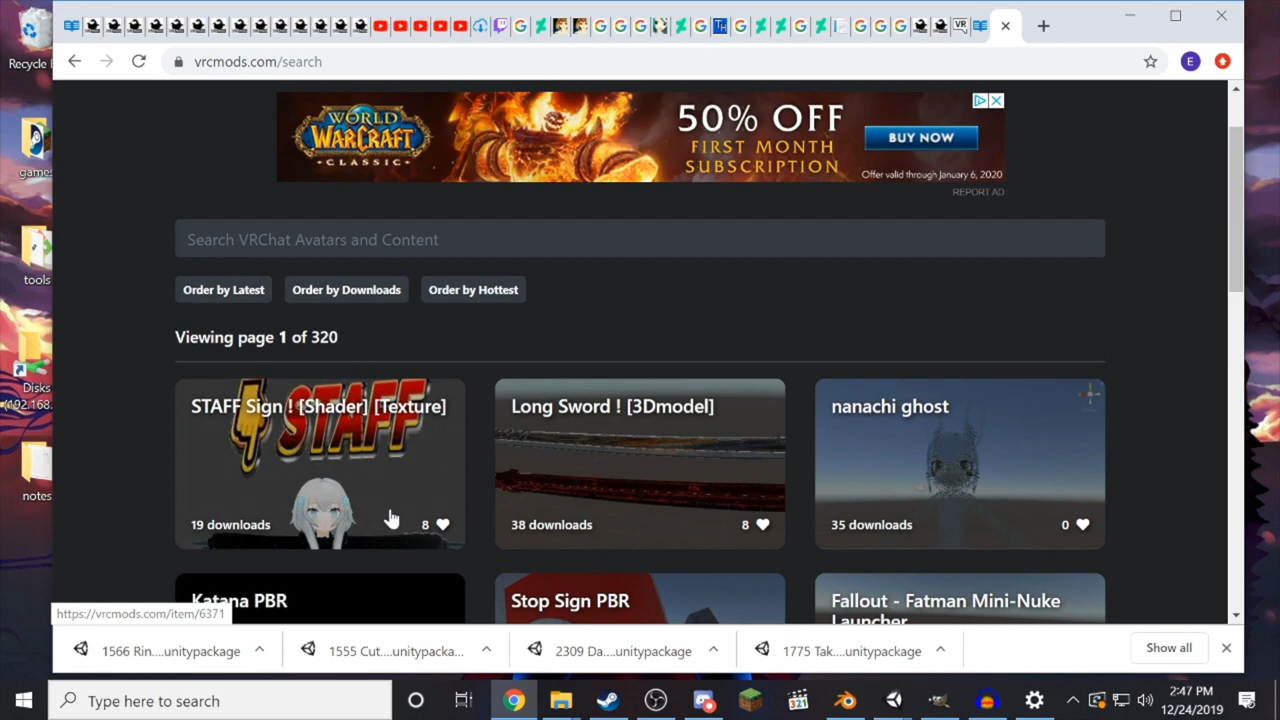 Recycle
vrcmods.com/search
E
WORLD
WARCRAFT
CLASSIC
50% OFF
FIRST MONTH
SUBSCRIPTION
BUY NOW
Offer valid through January 6, 2020
REPORT AD
games
tools
Disks
(192.168.
notes
Search VRChat Avatars and Content
Order by Latest
Order by Downloads
Order by Hottest
Viewing page 1 of 320
STAFF
STAFF Sign ! [Shader] [Texture]
19 downloads
8
Long Sword ! [3Dmodel]
38 downloads
8
nanachi ghost
35 downloads
0
Katana PBR
Stop Sign PBR
Fallout - Fatman Mini-Nuke
Launcher
https://vrcmods.com/item/6371
1566 Rin....unitypackage
1555 Cut....unitypacka...
2309 Da....unitypackage
1775 Tak....unitypackage
Show all
Type here to search
321
2:47 PM
12/24/2019